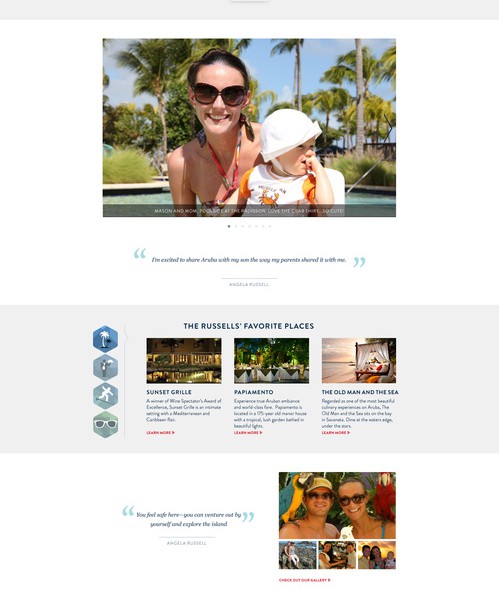 MASON AND MOM, POOLSIDE AT THE RADISSON. LOVE THE CRAB SHIRT...SO CUTE!
“ I'm excited to share Aruba with my son the way my parents shared it with me. ”
ANGELA RUSSELL
THE RUSSELLS' FAVORITE PLACES
SUNSET GRILLE
A winner of Wine Spectator's Award of
Excellence, Sunset Grille is an intimate
setting with a Mediterranean and
Caribbean flair.
LEARN MORE
PAPIAMENTO
Experience true Aruban ambiance
and world-class fare. Papiamento is
located in a 175-year old manor house
with a tropical, lush garden bathed in
beautiful lights.
LEARN MORE
THE OLD MAN AND THE SEA
Regarded as one of the most beautiful
culinary experiences on Aruba, The
Old Man and the Sea sits on the bay
in Savaneta. Dine at the waters edge,
under the stars.
LEARN MORE
“ You feel safe here—you can venture out by ”
yourself and explore the island
ANGELA RUSSELL
CHECK OUT OUR GALLERY